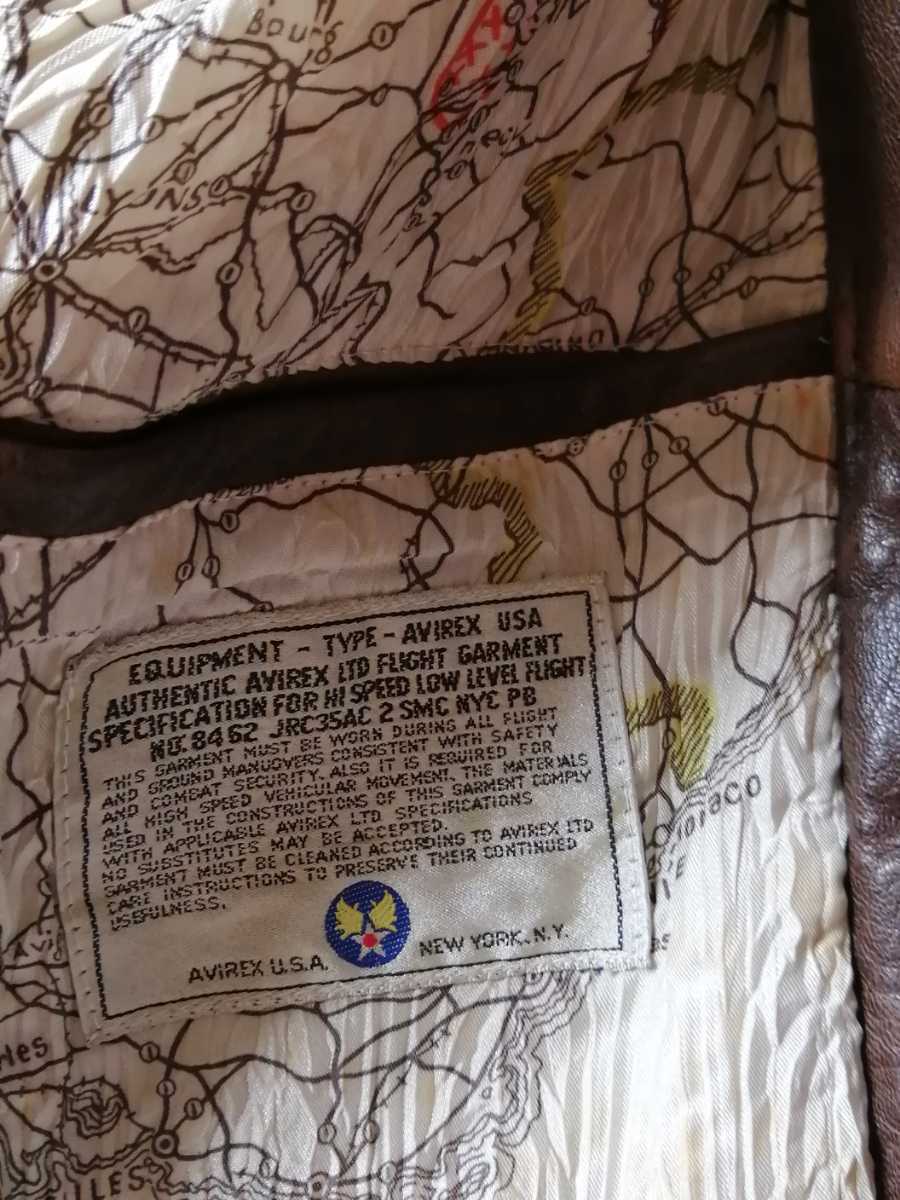 Bourg
EQUIPMENT - TYPE - AVIREX USA
AUTHENTIC AVIREX LTD FLIGHT GARMENT
SPECIFICATION FOR HI SPEED LOW LEVEL FLIGHT
NO. 8462 JRC35AC 2 SMC NYC PB
THIS GARMENT MUST BE WORN DURING ALL FLIGHT
AND GROUND MANUOVERS CONSISTENT WITH SAFETY
AND COMBAT SECURITY. ALSO IT IS REQUIRED FOR
ALL HIGH SPEED VEHICULAR MOVEMENT. THE MATERIALS
USED IN THE CONSTRUCTIONS OF THIS GARMENT COMPLY
WITH APPLICABLE AVIREX LTD SPECIFICATIONS
NO SUBSTITUTES MAY BE ACCEPTED.
GARMENT MUST BE CLEANED ACCORDING TO AVIREX LTD
CARE INSTRUCTIONS TO PRESERVE THEIR CONTINUED
USEFULNESS.
AVIREX U.S.A. NEW YORK. N.Y.